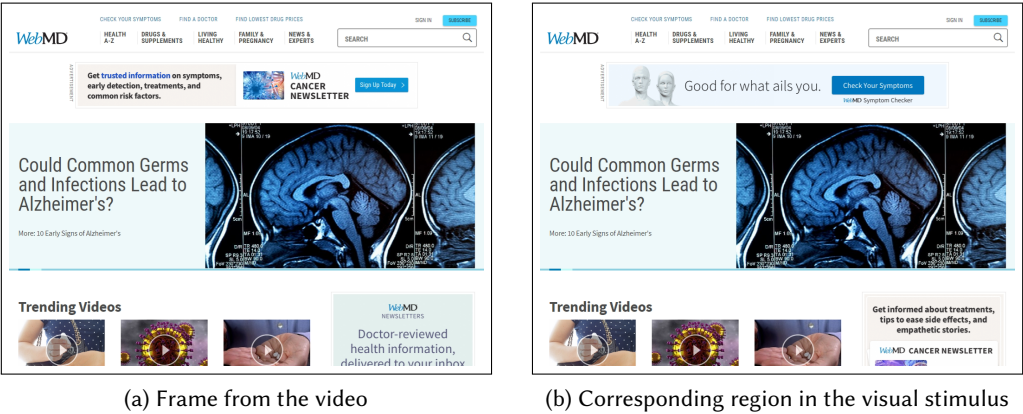 CHECK YOUR SYMPTOMS FIND A DOCTOR FIND LOWEST DRUG PRICES SIGN IN SUBSCRIBE
WebMD HEALTH A-Z DRUGS & SUPPLEMENTS LIVING HEALTHY FAMILY & PREGNANCY NEWS & EXPERTS SEARCH
ADVERTISEMENT
Get trusted information on symptoms,
early detection, treatments, and
common risk factors.
WebMD
CANCER
NEWSLETTER
Sign Up Today >
Could Common Germs
and Infections Lead to
Alzheimer's?
More: 10 Early Signs of Alzheimer's
Trending Videos
WebMD
NEWSLETTERS
Doctor-reviewed
health information,
delivered to your inbox
(a) Frame from the video
CHECK YOUR SYMPTOMS FIND A DOCTOR FIND LOWEST DRUG PRICES SIGN IN SUBSCRIBE
WebMD HEALTH A-Z DRUGS & SUPPLEMENTS LIVING HEALTHY FAMILY & PREGNANCY NEWS & EXPERTS SEARCH
ADVERTISEMENT
Good for what ails you.
Check Your Symptoms
WebMD Symptom Checker
Could Common Germs
and Infections Lead to
Alzheimer's?
More: 10 Early Signs of Alzheimer's
Trending Videos
Get informed about treatments,
tips to ease side effects, and
empathetic stories.
WebMD CANCER NEWSLETTER
(b) Corresponding region in the visual stimulus